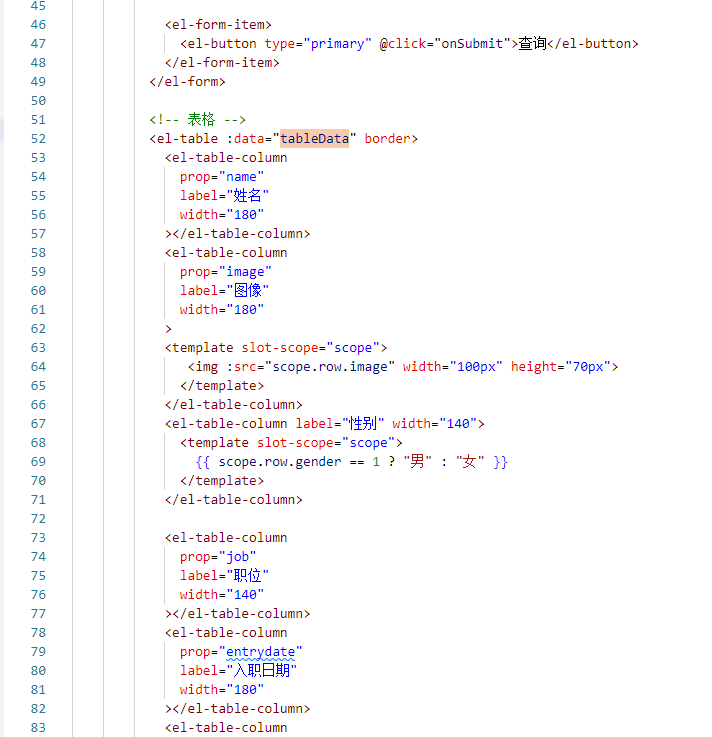 45
46 <el-form-item>
47 <el-button type="primary" @click="onSubmit">查询</el-button>
48 </el-form-item>
49 </el-form>
50
51 <!-- 表格 -->
52 <el-table :data="tableData" border>
53 <el-table-column
54 prop="name"
55 label="姓名"
56 width="180"
57 ></el-table-column>
58 <el-table-column
59 prop="image"
60 label="图像"
61 width="180"
62 >
63 <template slot-scope="scope">
64 <img :src="scope.row.image" width="100px" height="70px">
65 </template>
66 </el-table-column>
67 <el-table-column label="性别" width="140">
68 <template slot-scope="scope">
69 {{ scope.row.gender == 1 ? "男" : "女" }}
70 </template>
71 </el-table-column>
72
73 <el-table-column
74 prop="job"
75 label="职位"
76 width="140"
77 ></el-table-column>
78 <el-table-column
79 prop="entrydate"
80 label="入职日期"
81 width="180"
82 ></el-table-column>
83 <el-table-column